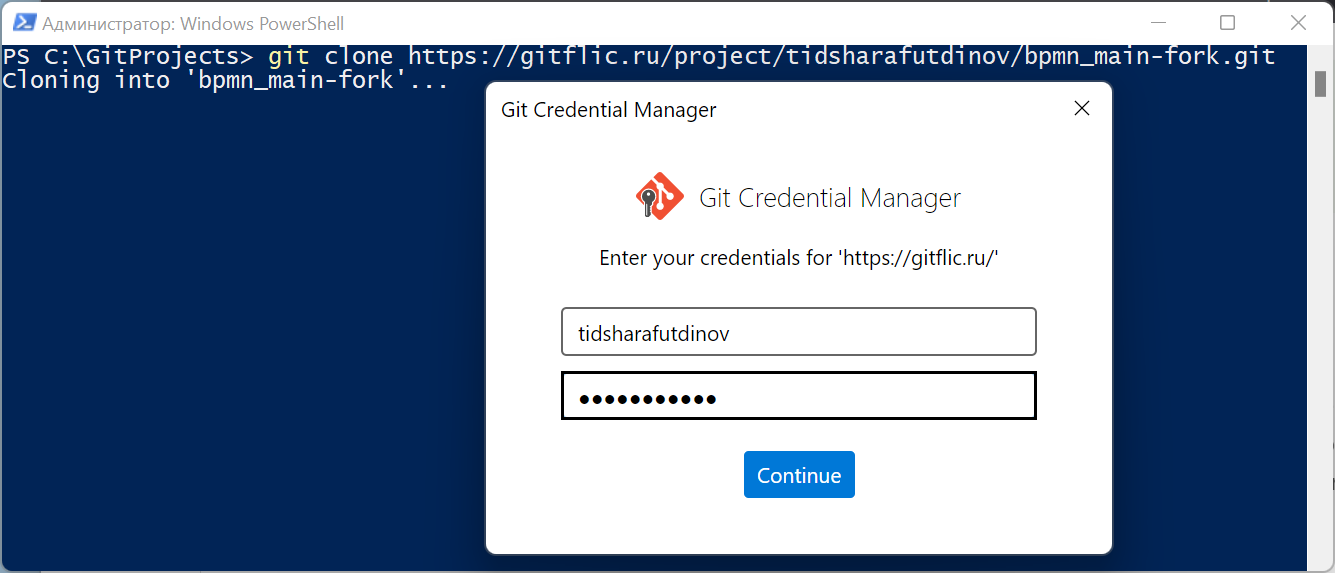 Администратор: Windows PowerShell
PS C:\GitProjects> git clone https://gitflic.ru/project/tidsharafutdinov/bpmn_main-fork.git
Cloning into 'bpmn_main-fork'...
Git Credential Manager
Git Credential Manager
Enter your credentials for 'https://gitflic.ru/'
tidsharafutdinov
●●●●●●●●●●●
Continue